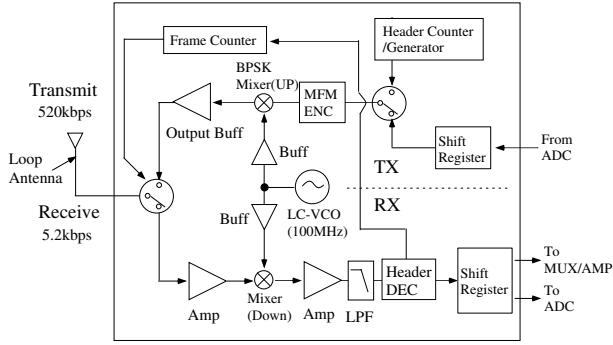 Frame Counter
Header Counter
/Generator
BPSK
Mixer(UP)
MFM
ENC
Transmit
520kbps
Output Buff
Loop
Antenna
Buff
TX
Shift
Register
From
ADC
Receive
5.2kbps
Buff
LC-VCO
(100MHz)
RX
Amp
Mixer
(Down)
Amp
LPF
Header
DEC
Shift
Register
To
MUX/AMP
To
ADC